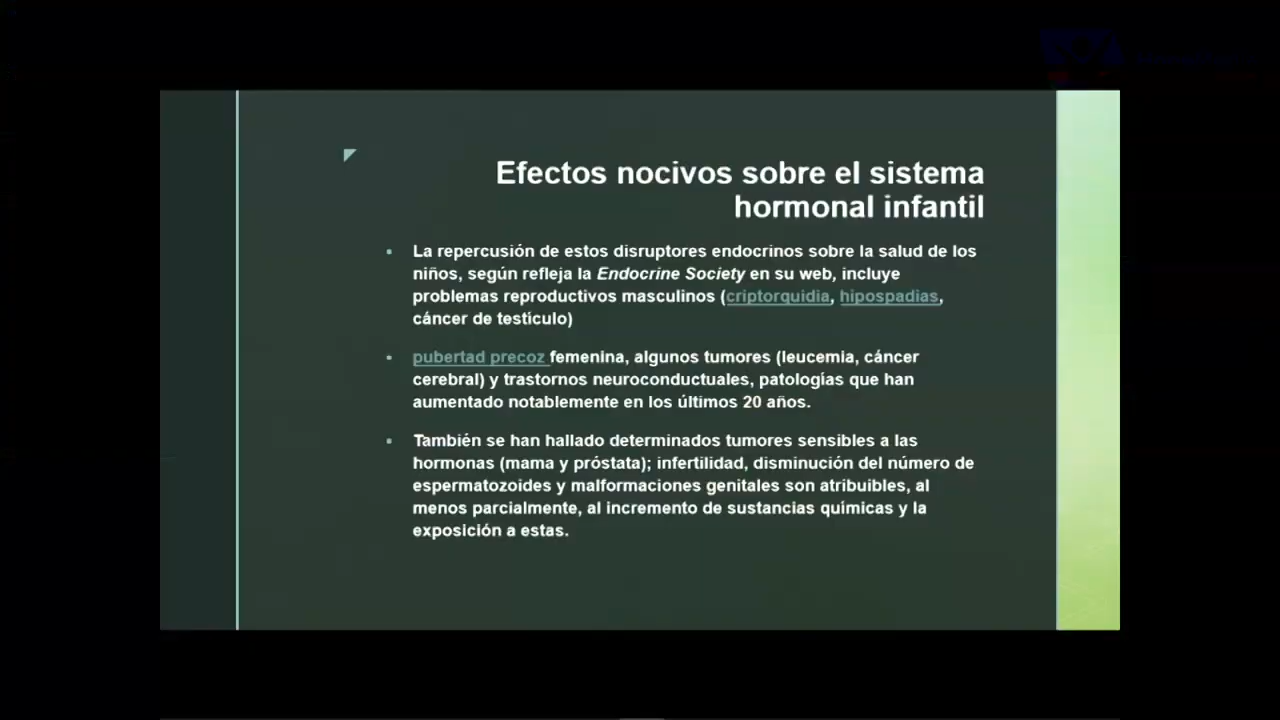 Efectos nocivos sobre el sistema
hormonal infantil
La repercusión de estos disruptores endocrinos sobre la salud de los
niños, según refleja la Endocrine Society en su web, incluye
problemas reproductivos masculinos (criptorquidia, hipospadias,
cáncer de testículo)
pubertad precoz femenina, algunos tumores (leucemia, cáncer
cerebral) y trastornos neuroconductuales, patologías que han
aumentado notablemente en los últimos 20 años.
También se han hallado determinados tumores sensibles a las
hormonas (mama y próstata); infertilidad, disminución del número de
espermatozoides y malformaciones genitales son atribuibles, al
menos parcialmente, al incremento de sustancias químicas y la
exposición a estas.